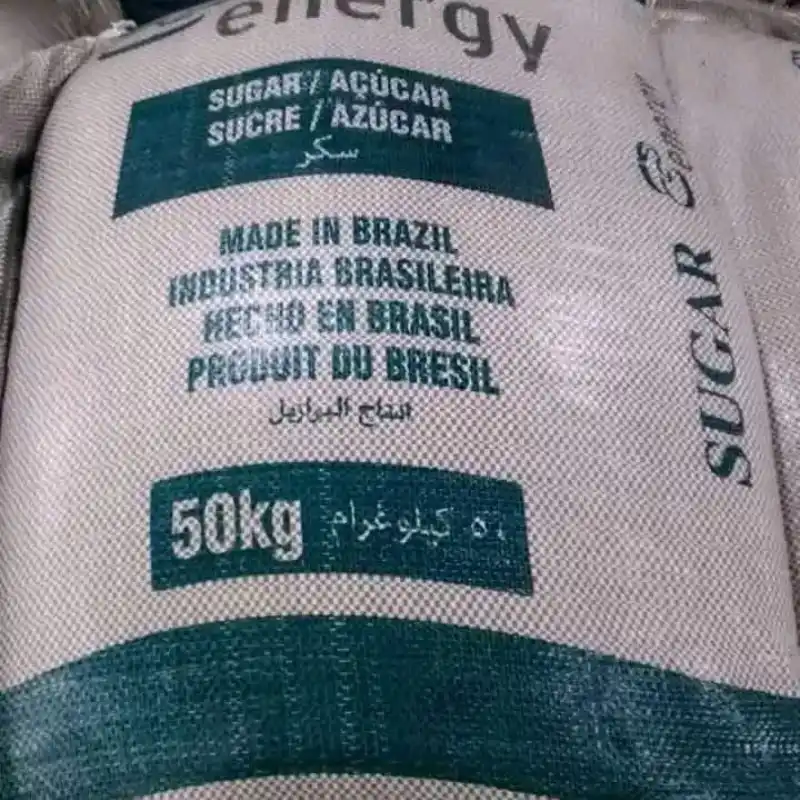 energy
SUGAR / AÇÚCAR
SUCRE / AZÚCAR
سكر
MADE IN BRAZIL
INDUSTRIA BRASILEIRA
HECHO EN BRASIL
PRODUIT DU BRESIL
انتاج البرازيل
50kg ٥٠ كيلوغرام
SUGAR energy